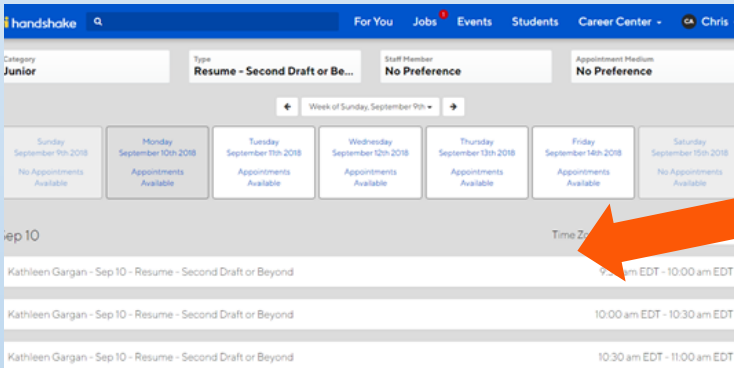 handshake
For You Jobs 1 Events Students Career Center CA Chris
Category Type Staff Member Appointment Medium
Junior Resume - Second Draft or Be... No Preference No Preference
Week of Sunday, September 9th
Sunday Monday Tuesday Wednesday Thursday Friday Saturday
September 9th 2018 September 10th 2018 September 11th 2018 September 12th 2018 September 13th 2018 September 14th 2018 September 15th 2018
No Appointments Appointments Appointments Appointments Appointments Appointments No Appointments
Available Available Available Available Available Available Available
Sep 10 Time
Kathleen Gargan - Sep 10 - Resume - Second Draft or Beyond am EDT - 10:00 am EDT
Kathleen Gargan - Sep 10 - Resume - Second Draft or Beyond 10:00 am EDT - 10:30 am EDT
Kathleen Gargan - Sep 10 - Resume - Second Draft or Beyond 10:30 am EDT - 11:00 am EDT